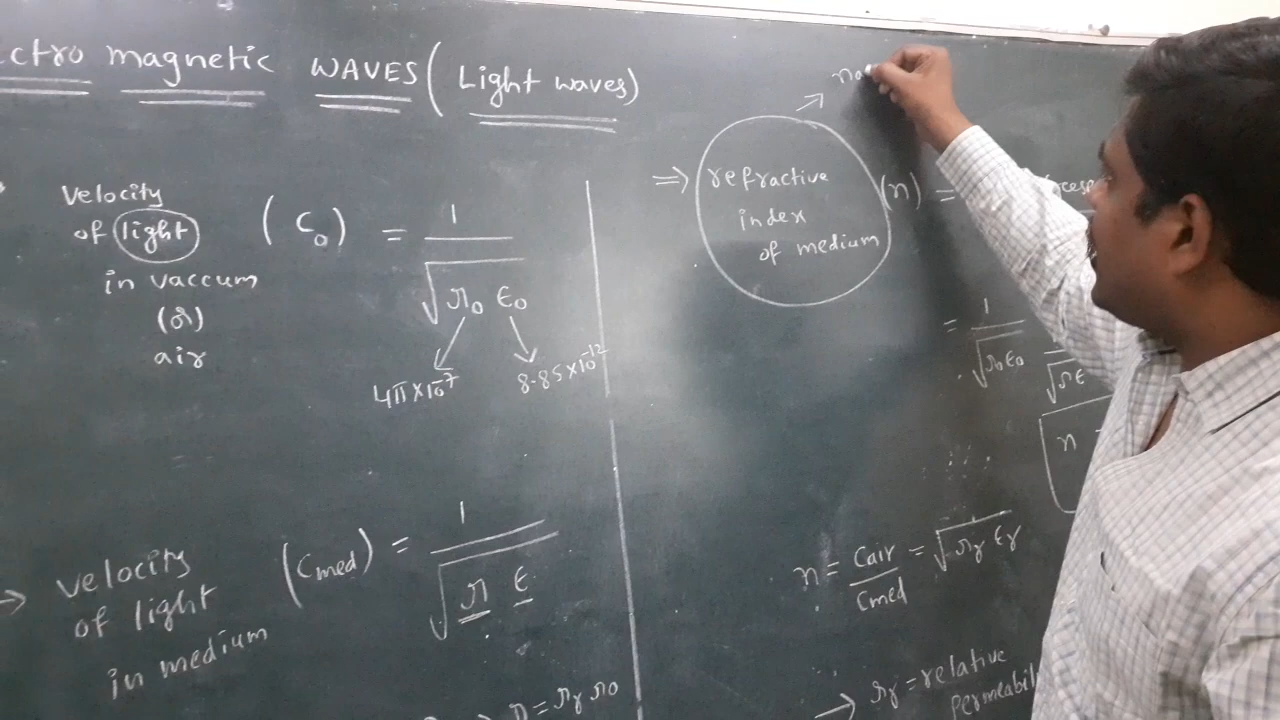 ctro magnetic WAVES (Light waves)
Velocity
of light
in vaccum
(or)
air
(C₀) = 1 / √μ₀ ε₀
4π×10⁻⁷
8.85×10⁻¹²
→ velocity
of light
in medium
(Cmed) = 1 / √μ ε
μ = μr μ0
no
⇒ refractive
index
of medium
(n) =
= 1 / √μ₀ε₀
√με
n
n = Cair / Cmed = √μr εr
→ μr = relative
permeabil